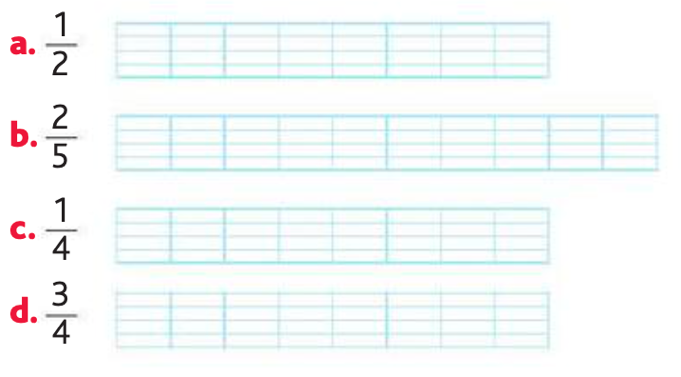 a. 1/2
b. 2/5
c. 1/4
d. 3/4